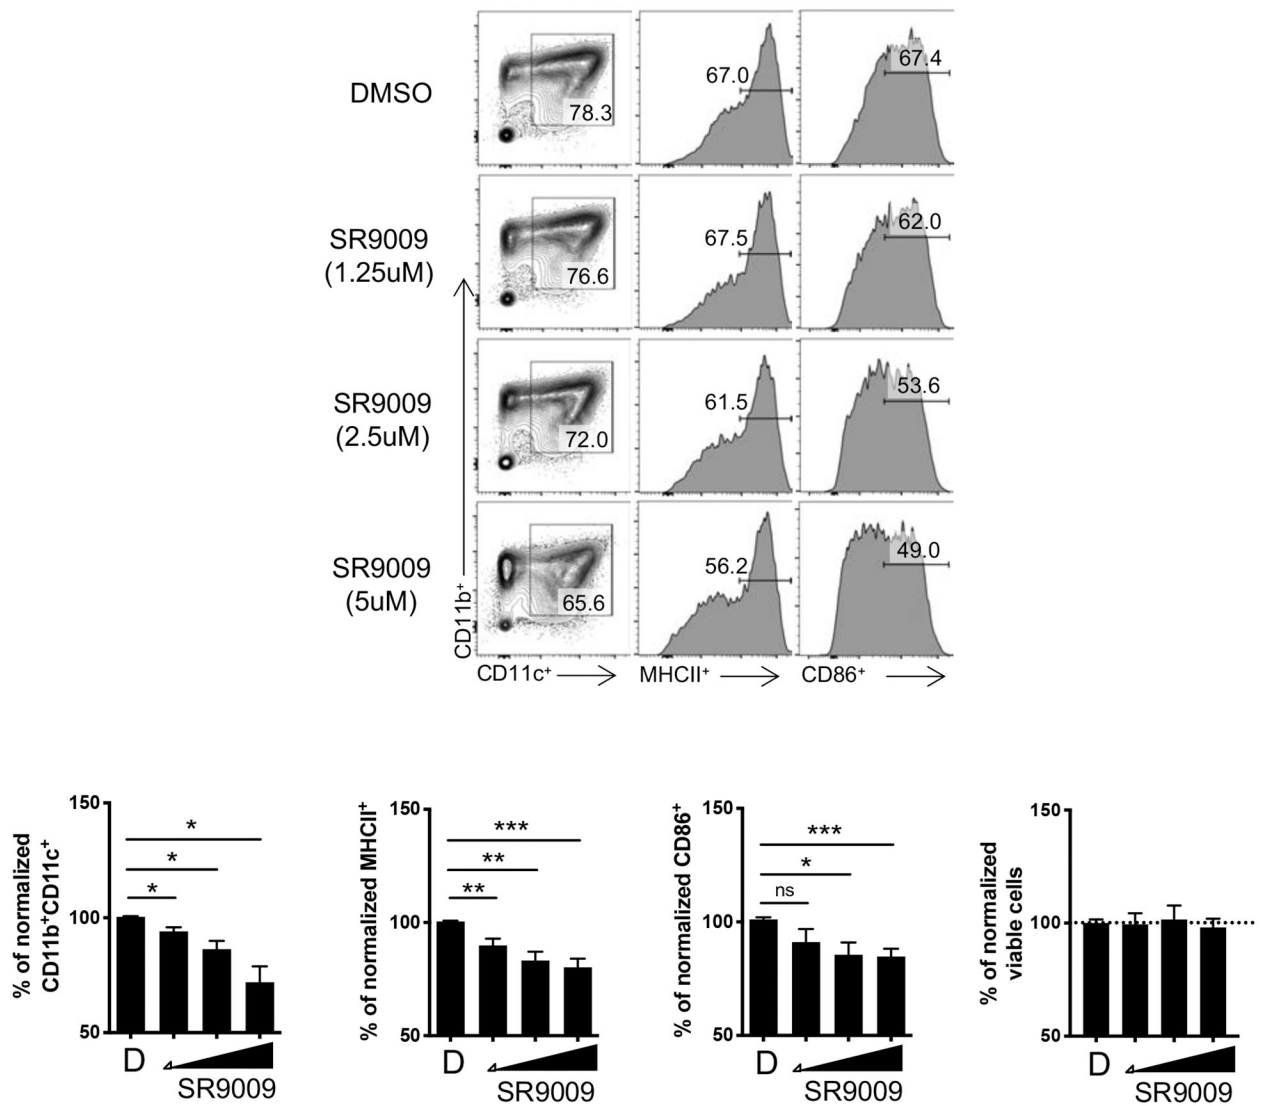 DMSO
78.3
67.0
67.4
SR9009
(1.25uM)
76.6
67.5
62.0
SR9009
(2.5uM)
72.0
61.5
53.6
SR9009
(5uM)
65.6
56.2
49.0
CD11b⁺
CD11c⁺
MHCII⁺
CD86⁺
% of normalized
CD11b⁺CD11c⁺
150
100
50
*
*
*
D
SR9009
% of normalized MHCII⁺
150
100
50
***
**
**
D
SR9009
% of normalized CD86⁺
150
100
50
***
*
ns
D
SR9009
% of normalized
viable cells
150
100
50
D
SR9009